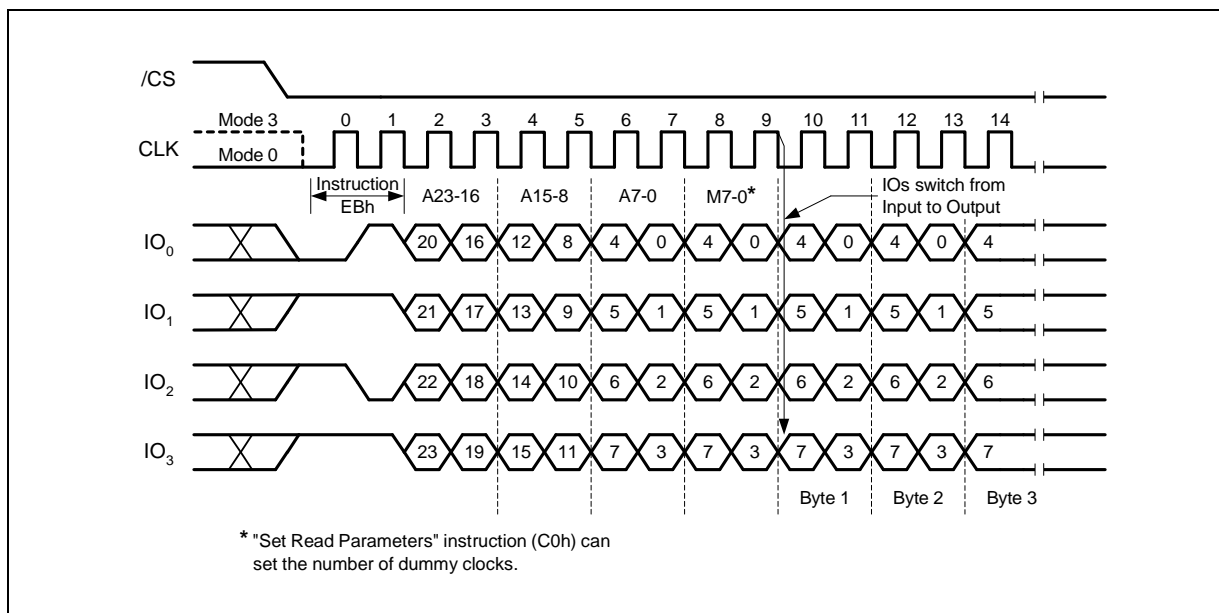 /CS
Mode 3 0 1 2 3 4 5 6 7 8 9 10 11 12 13 14
CLK
Mode 0
Instruction A23-16 A15-8 A7-0 M7-0* IOs switch from
EBh Input to Output
IO0 20 16 12 8 4 0 4 0 4 0 4 0 4
IO1 21 17 13 9 5 1 5 1 5 1 5 1 5
IO2 22 18 14 10 6 2 6 2 6 2 6 2 6
IO3 23 19 15 11 7 3 7 3 7 3 7 3 7
Byte 1 Byte 2 Byte 3
* "Set Read Parameters" instruction (C0h) can
set the number of dummy clocks.